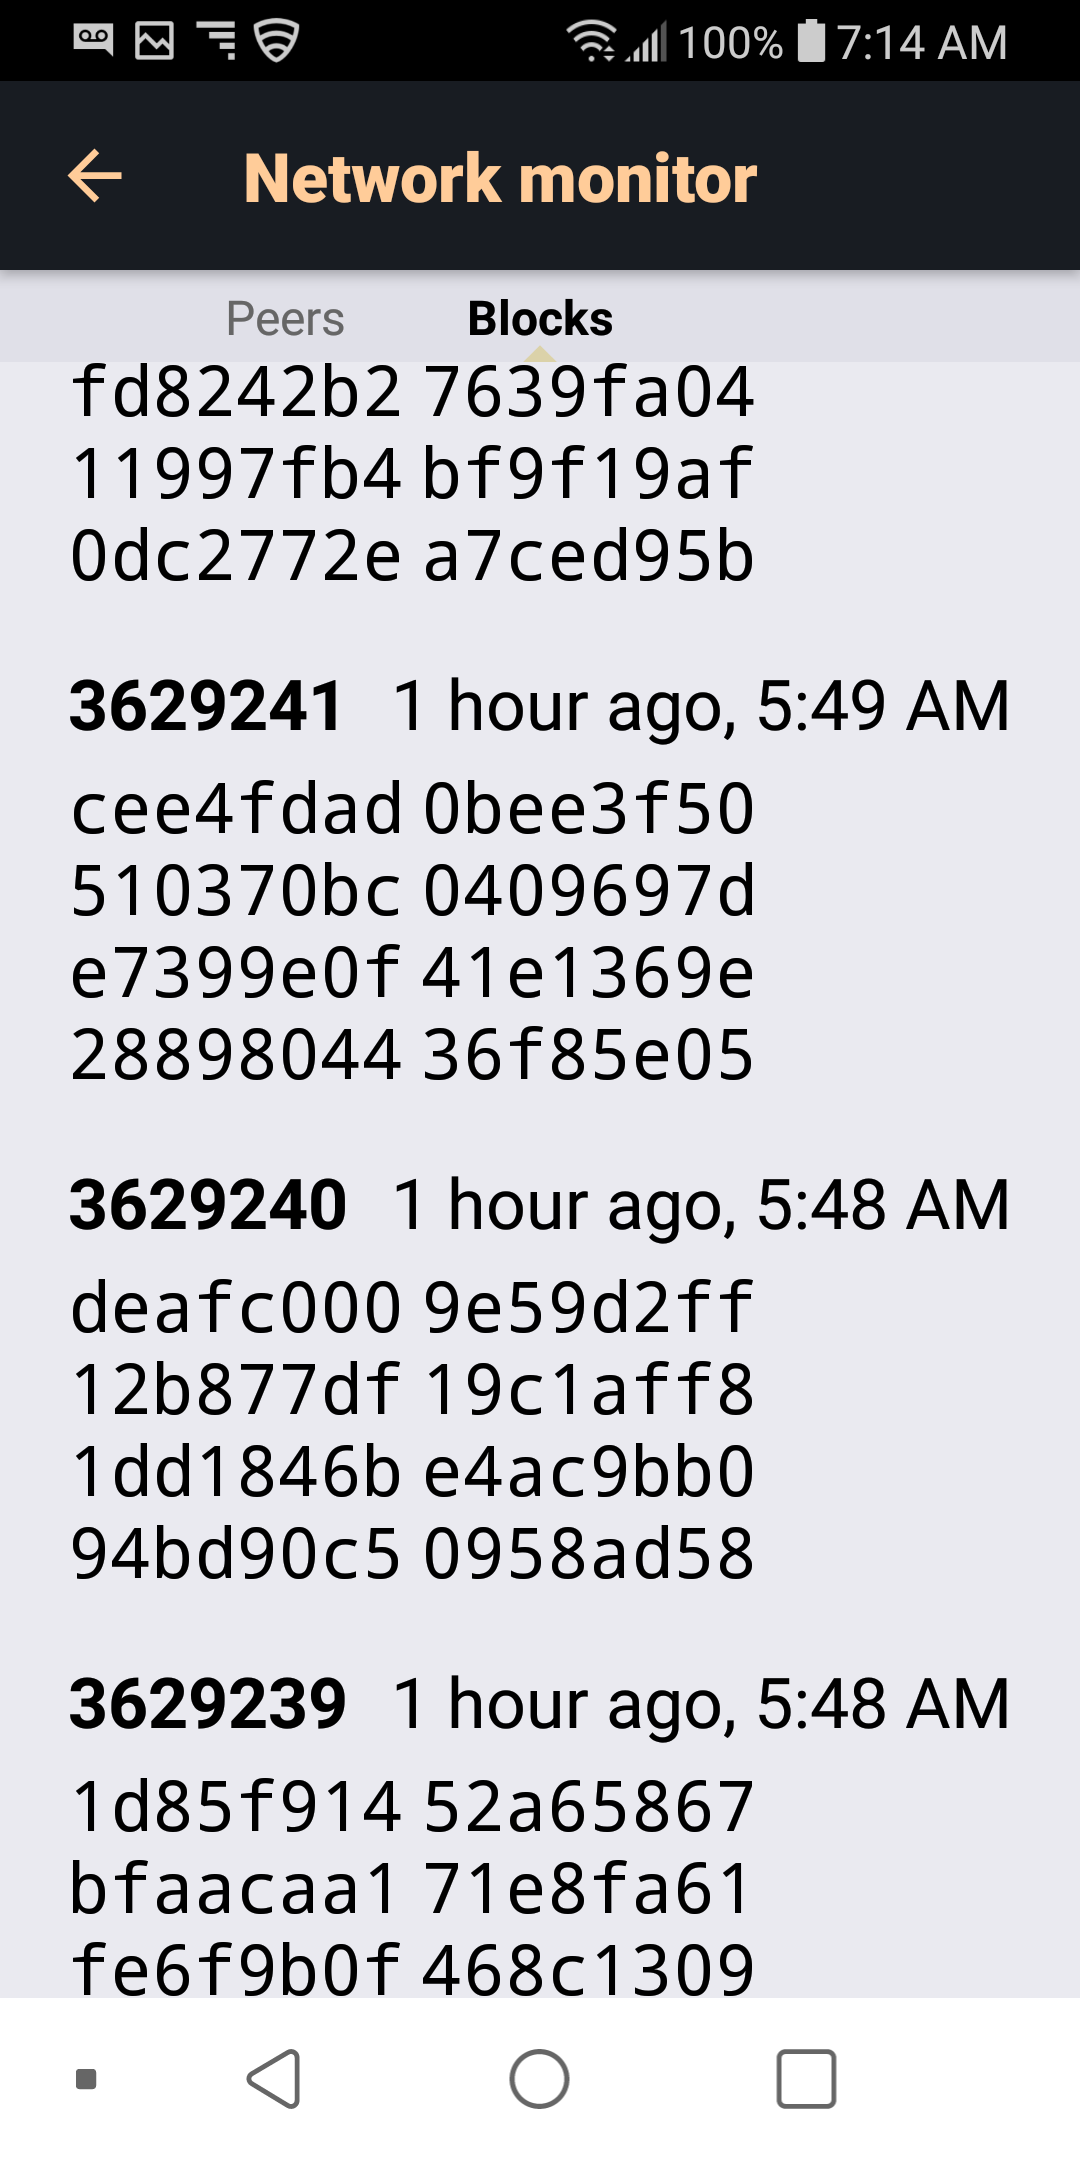 100% 7:14 AM
Network monitor
Peers Blocks
fd8242b2 7639fa04
11997fb4 bf9f19af
0dc2772e a7ced95b
3629241 1 hour ago, 5:49 AM
cee4fdad 0bee3f50
510370bc 0409697d
e7399e0f 41e1369e
28898044 36f85e05
3629240 1 hour ago, 5:48 AM
deafc000 9e59d2ff
12b877df 19c1aff8
1dd1846b e4ac9bb0
94bd90c5 0958ad58
3629239 1 hour ago, 5:48 AM
1d85f914 52a65867
bfaacaa1 71e8fa61
fe6f9b0f 468c1309